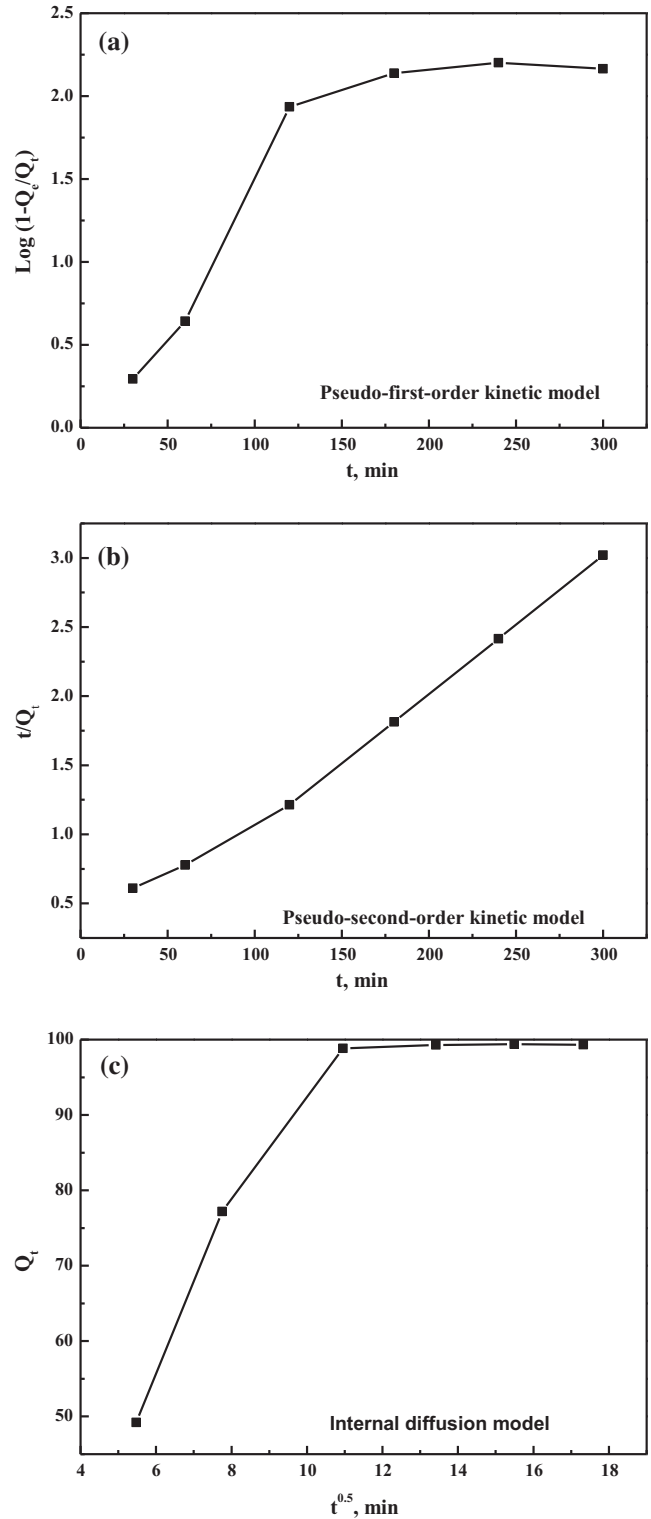 (a)
2.5
2.0
1.5
1.0
0.5
0.0
Log (1-Qe/Qt)
Pseudo-first-order kinetic model
0 50 100 150 200 250 300
t, min
(b)
3.0
2.5
2.0
1.5
1.0
0.5
t/Qt
Pseudo-second-order kinetic model
0 50 100 150 200 250 300
t, min
(c)
100
90
80
70
60
50
Qt
Internal diffusion model
4 6 8 10 12 14 16 18
t^0.5, min